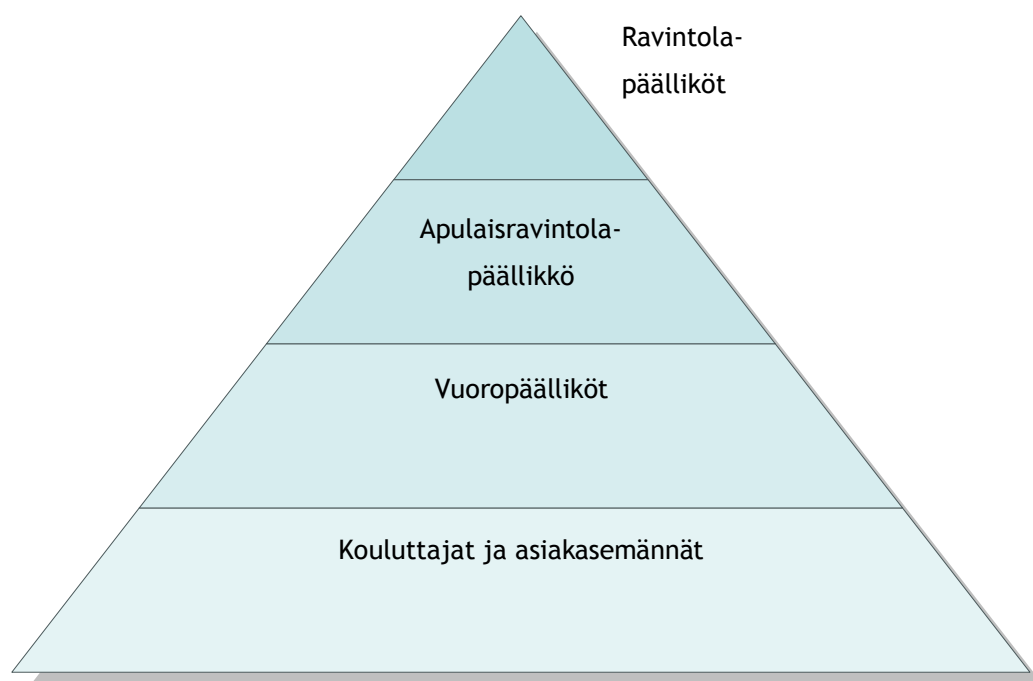 Ravintola-
päälliköt
Apulaisravintola-
päällikkö
Vuoropäälliköt
Kouluttajat ja asiakasemännät